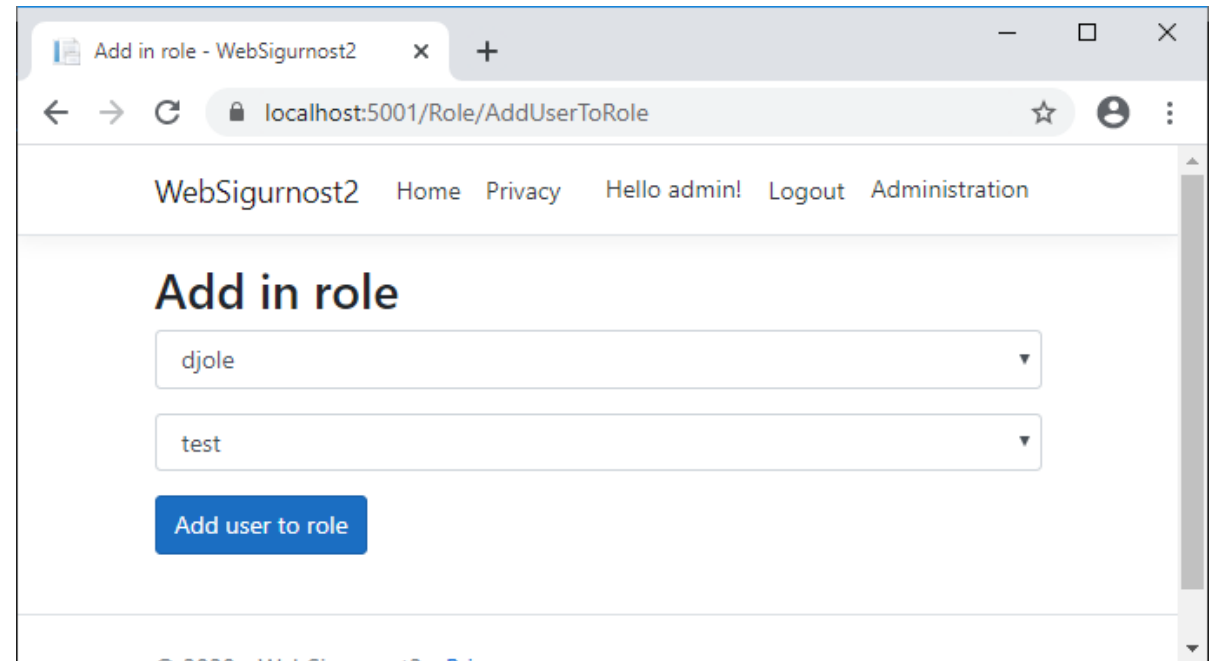 Add in role - WebSigurnost2
localhost:5001/Role/AddUserToRole
WebSigurnost2 Home Privacy Hello admin! Logout Administration
Add in role
djole
test
Add user to role